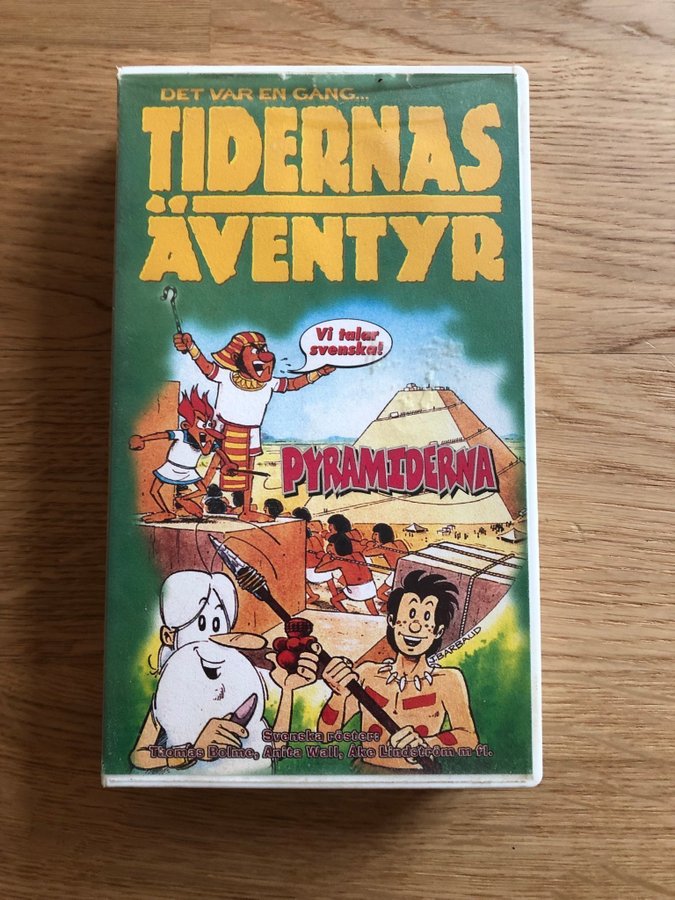 DET VAR EN GÅNG...
TIDERNAS
ÄVENTYR
Vi talar
svenska!
PYRAMIDERNA
J. BARBAUD
Svenska röster:
Thomas Bolme, Anita Wall, Åke Lindström m fl.